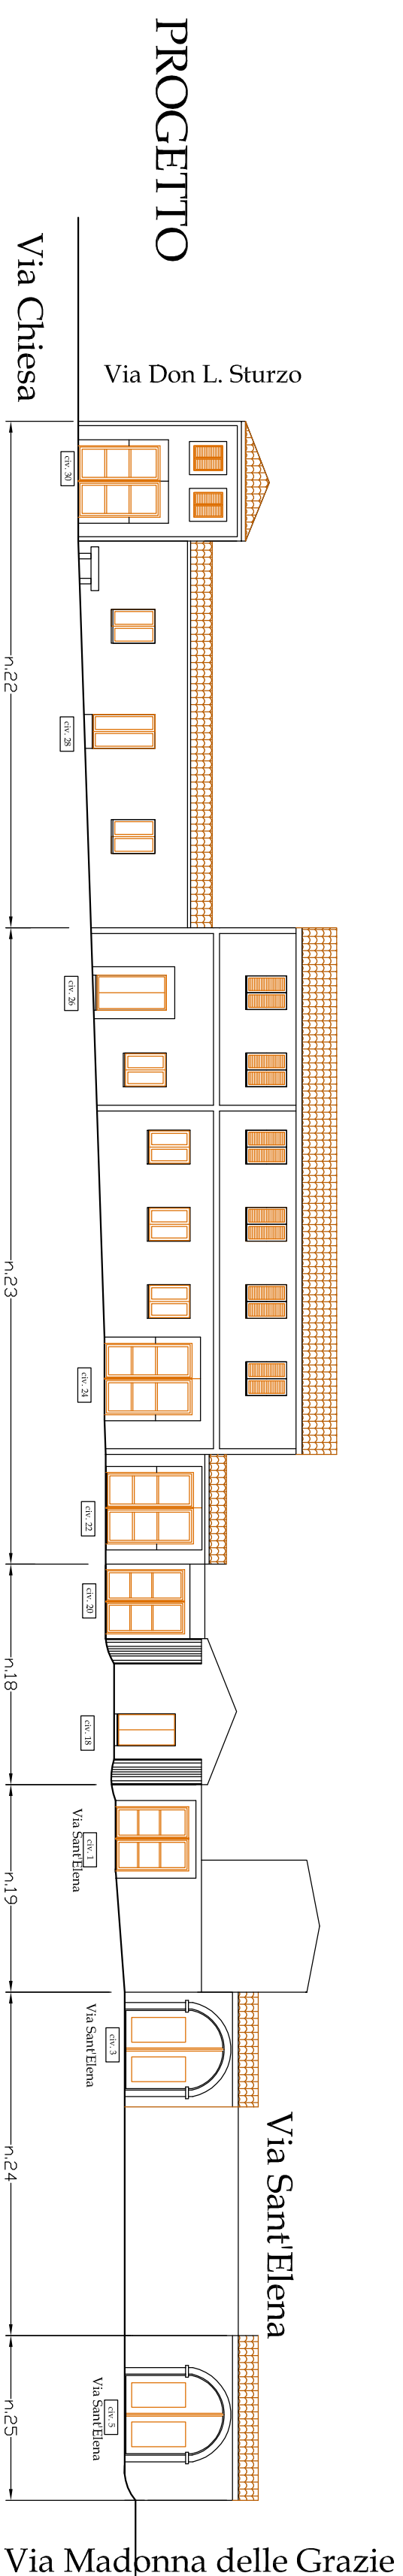 PROGETTO
Via Chiesa
Via Don L. Sturzo
civ. 30
n.22
civ. 28
civ. 26
n.23
civ. 24
civ. 22
civ. 20
n.18
civ. 18
civ. 1
Via Sant'Elena
n.19
civ. 3
Via Sant'Elena
Via Sant'Elena
n.24
civ. 5
Via Sant'Elena
n.25
Via Madonna delle Grazie